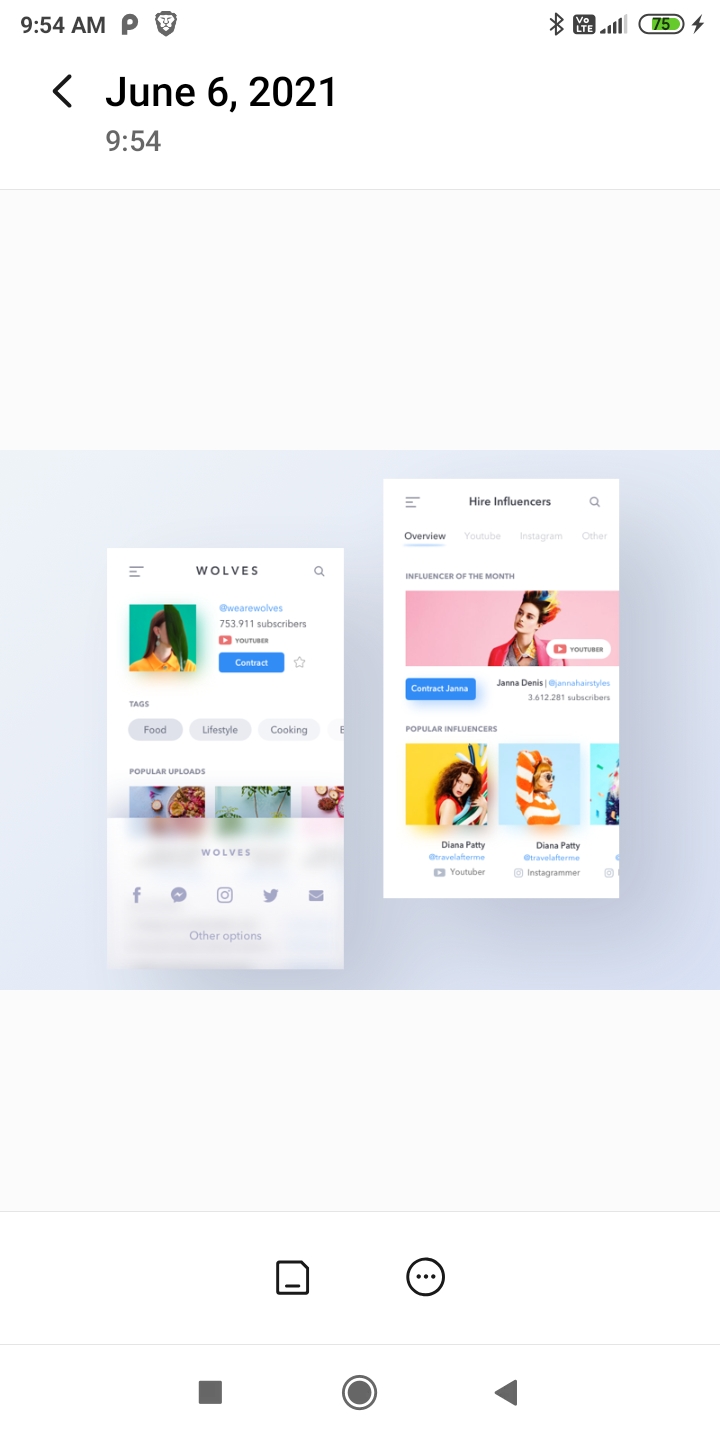 9:54 AM
Vo LTE
75
June 6, 2021
9:54
WOLVES
@wearewolves
753.911 subscribers
YOUTUBER
Contract
TAGS
Food Lifestyle Cooking E
POPULAR UPLOADS
WOLVES
Other options
Hire Influencers
Overview Youtube Instagram Other
INFLUENCER OF THE MONTH
YOUTUBER
Contract Janna
Janna Denis | @jannahairstyles
3.612.281 subscribers
POPULAR INFLUENCERS
Diana Patty Diana Patty
@travelafterme @travelafterme
Youtuber Instagrammer